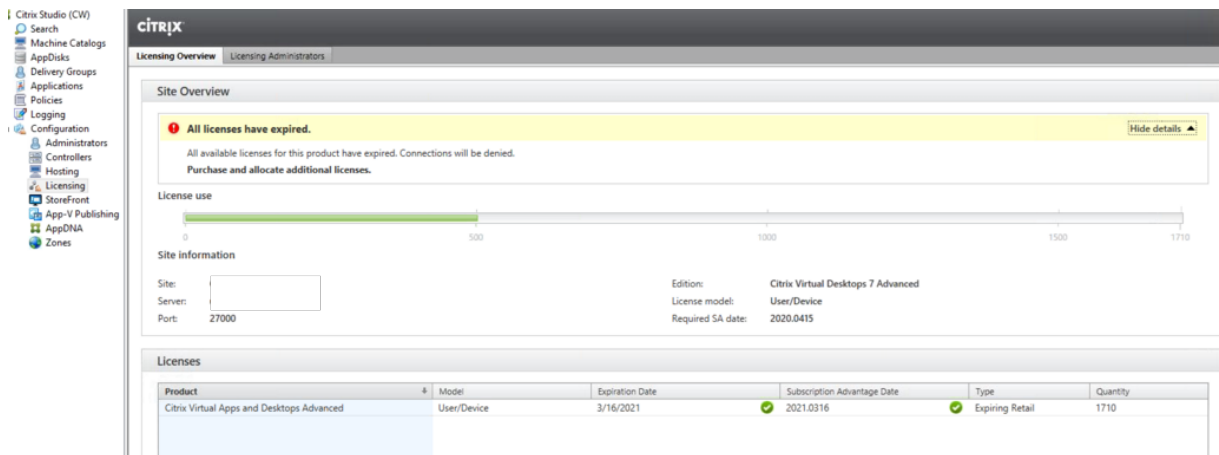 Citrix Studio (CW)
Search
Machine Catalogs
AppDisks
Delivery Groups
Applications
Policies
Logging
Configuration
Administrators
Controllers
Hosting
Licensing
StoreFront
App-V Publishing
AppDNA
Zones
CİTRIX
Licensing Overview Licensing Administrators
Site Overview
All licenses have expired. Hide details
All available licenses for this product have expired. Connections will be denied.
Purchase and allocate additional licenses.
License use
0 500 1000 1500 1710
Site information
Site: Edition: Citrix Virtual Desktops 7 Advanced
Server: License model: User/Device
Port: 27000 Required SA date: 2020.0415
Licenses
Product Model Expiration Date Subscription Advantage Date Type Quantity
Citrix Virtual Apps and Desktops Advanced User/Device 3/16/2021 2021.0316 Expiring Retail 1710